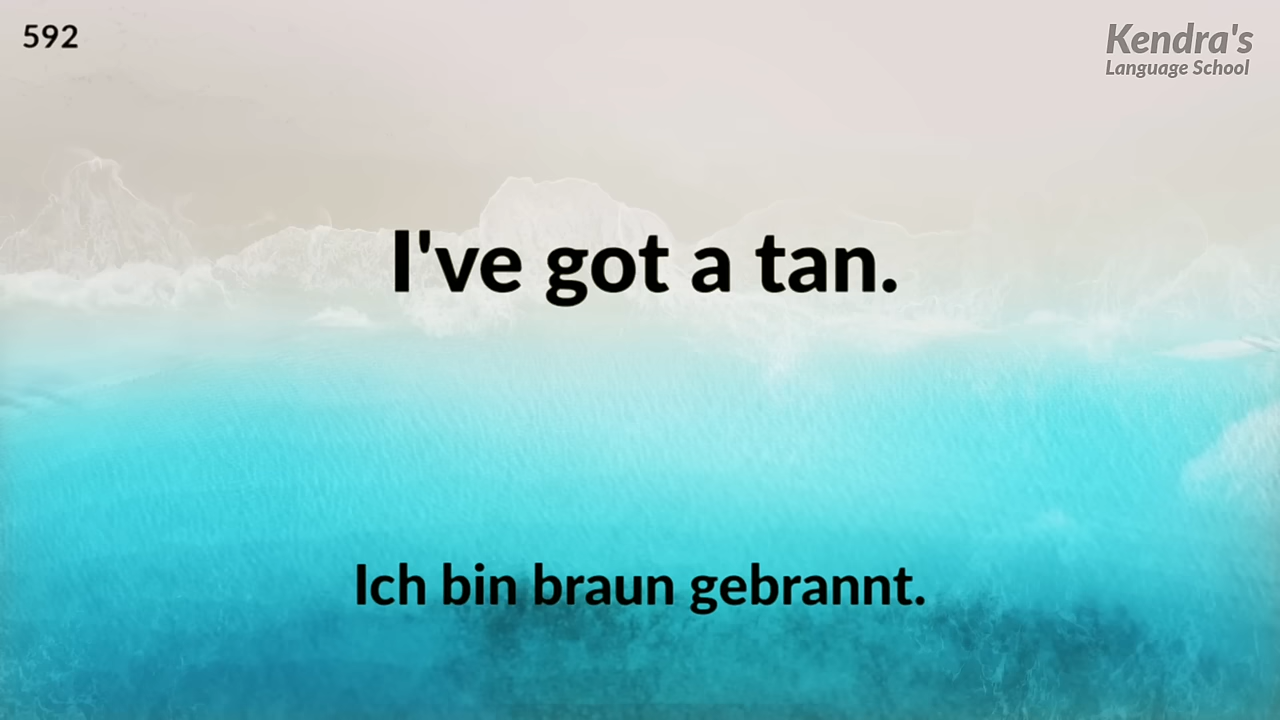 592
Kendra's
Language School
I've got a tan.
Ich bin braun gebrannt.